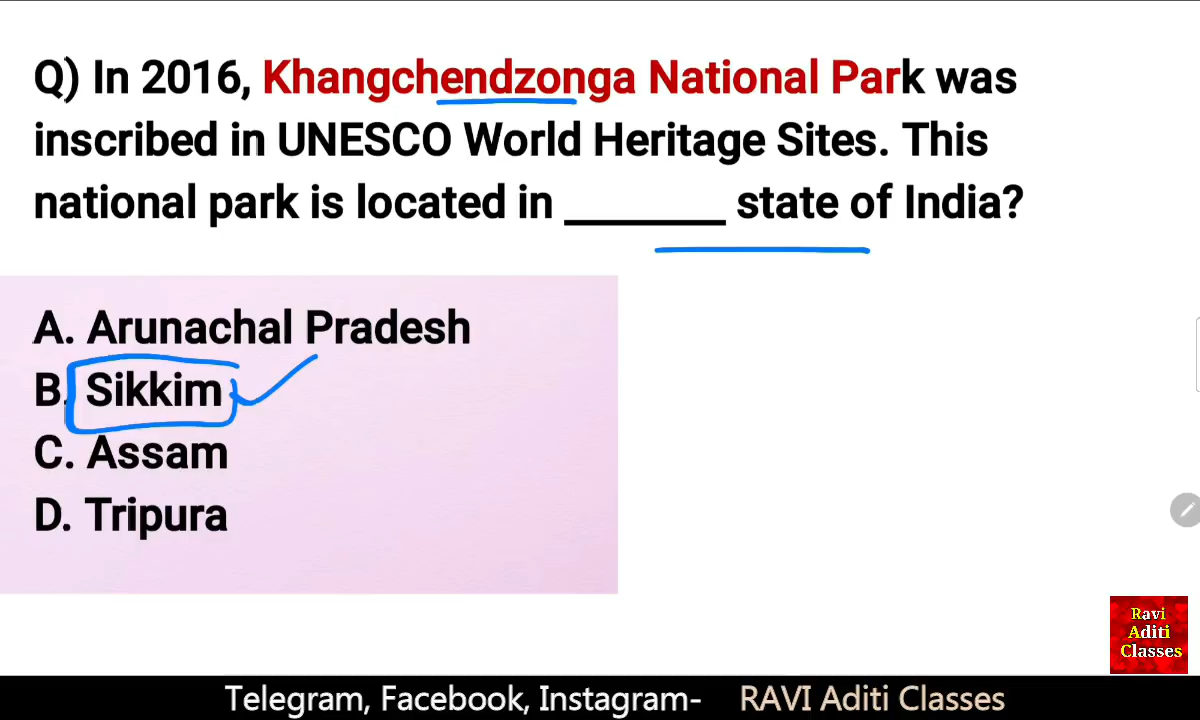 Q) In 2016, Khangchendzonga National Park was
inscribed in UNESCO World Heritage Sites. This
national park is located in _______ state of India?
A. Arunachal Pradesh
B. Sikkim
C. Assam
D. Tripura
Ravi
Aditi
Classes
Telegram, Facebook, Instagram- RAVI Aditi Classes